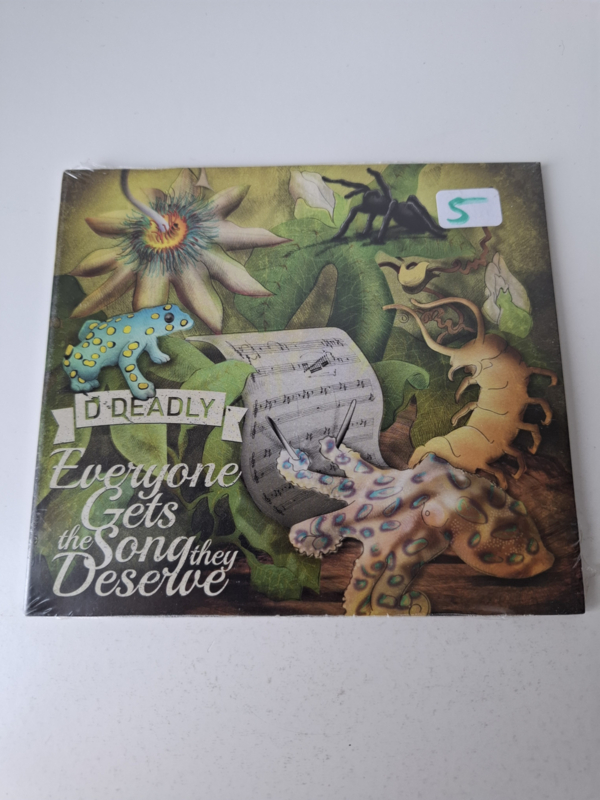 5
D DEADLY
Everyone
Gets
the Song they
Deserve